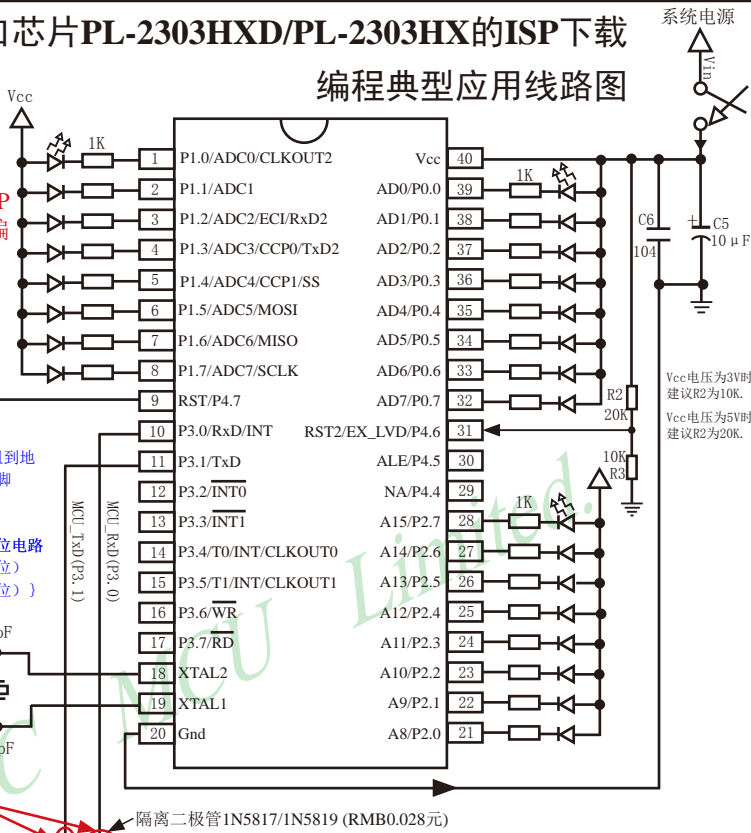 系统电源
口芯片PL-2303HXD/PL-2303HX的ISP下载
编程典型应用线路图
Vin
Vcc
1K
1 P1.0/ADC0/CLKOUT2
2 P1.1/ADC1
3 P1.2/ADC2/ECI/RxD2
4 P1.3/ADC3/CCP0/TxD2
5 P1.4/ADC4/CCP1/SS
6 P1.5/ADC5/MOSI
7 P1.6/ADC6/MISO
8 P1.7/ADC7/SCLK
9 RST/P4.7
10 P3.0/RxD/INT
11 P3.1/TxD
12 P3.2/INT0
13 P3.3/INT1
14 P3.4/T0/INT/CLKOUT0
15 P3.5/T1/INT/CLKOUT1
16 P3.6/WR
17 P3.7/RD
18 XTAL2
19 XTAL1
20 Gnd
Vcc 40
AD0/P0.0 39
AD1/P0.1 38
AD2/P0.2 37
AD3/P0.3 36
AD4/P0.4 35
AD5/P0.5 34
AD6/P0.6 33
AD7/P0.7 32
RST2/EX_LVD/P4.6 31
ALE/P4.5 30
NA/P4.4 29
A15/P2.7 28
A14/P2.6 27
A13/P2.5 26
A12/P2.4 25
A11/P2.3 24
A10/P2.2 23
A9/P2.1 22
A8/P2.0 21
1K
1K
C6
104
+
C5
10μF
R2
20K
10K
R3
Vcc电压为3V时
建议R2为10K.
Vcc电压为5V时
建议R2为20K.
P
编
到地
脚
位电路
位）
位）}
MCU_TxD(P3.1)
MCU_RxD(P3.0)
pF
pF
C MCU Limited.
隔离二极管1N5817/1N5819 (RMB0.028元)